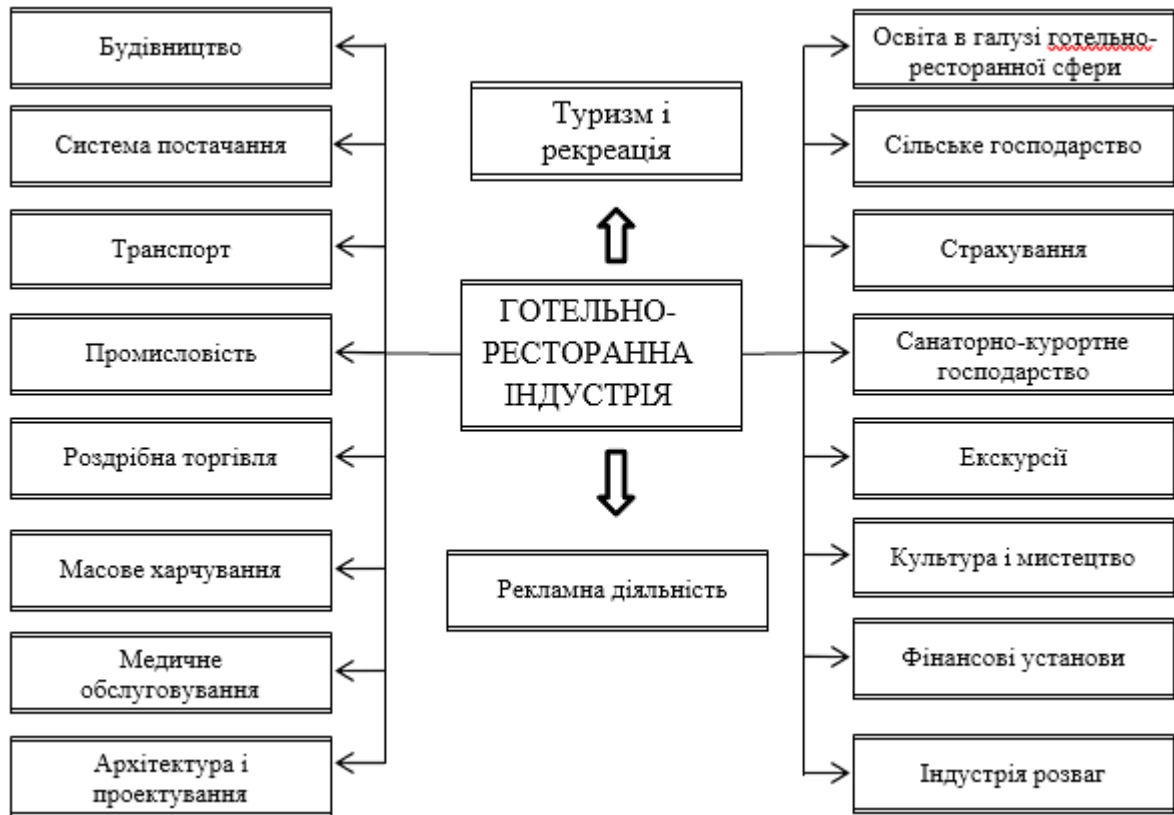 Будівництво
Система постачання
Транспорт
Промисловість
Роздрібна торгівля
Масове харчування
Медичне
обслуговування
Архітектура і
проектування
Туризм і
рекреація
ГОТЕЛЬНО-
РЕСТОРАННА
ІНДУСТРІЯ
Рекламна діяльність
Освіта в галузі готельно-
ресторанної сфери
Сільське господарство
Страхування
Санаторно-курортне
господарство
Екскурсії
Культура і мистецтво
Фінансові установи
Індустрія розваг